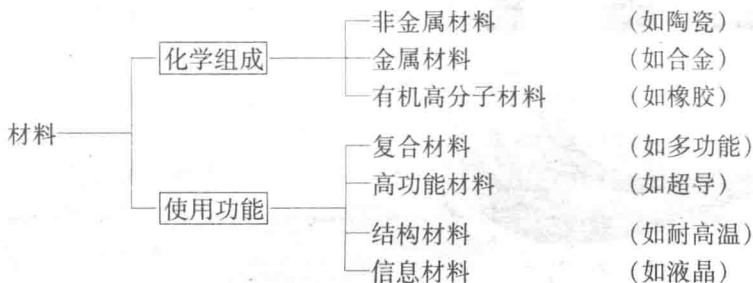 非金属材料 (如陶瓷)
化学组成 金属材料 (如合金)
有机高分子材料 (如橡胶)
材料
复合材料 (如多功能)
高功能材料 (如超导)
使用功能
结构材料 (如耐高温)
信息材料 (如液晶)